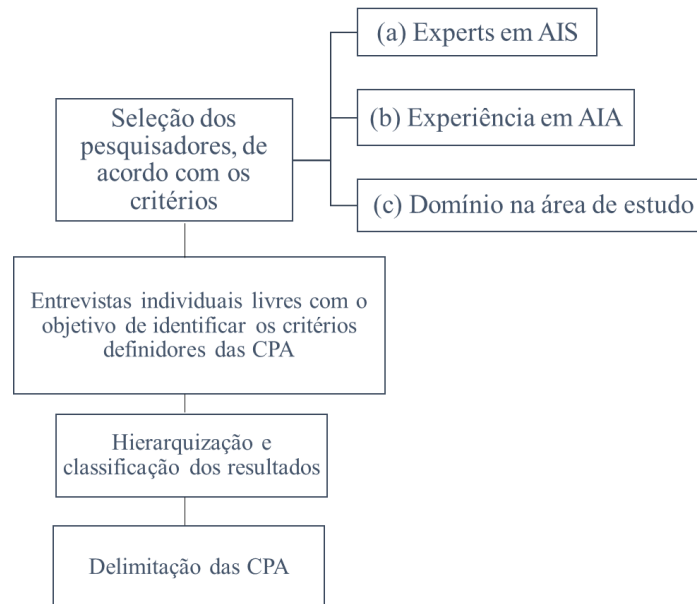 (a) Experts em AIS
Seleção dos
pesquisadores, de
acordo com os
critérios
(b) Experiência em AIA
(c) Domínio na área de estudo
Entrevistas individuais livres com o
objetivo de identificar os critérios
definidores das CPA
Hierarquização e
classificação dos resultados
Delimitação das CPA